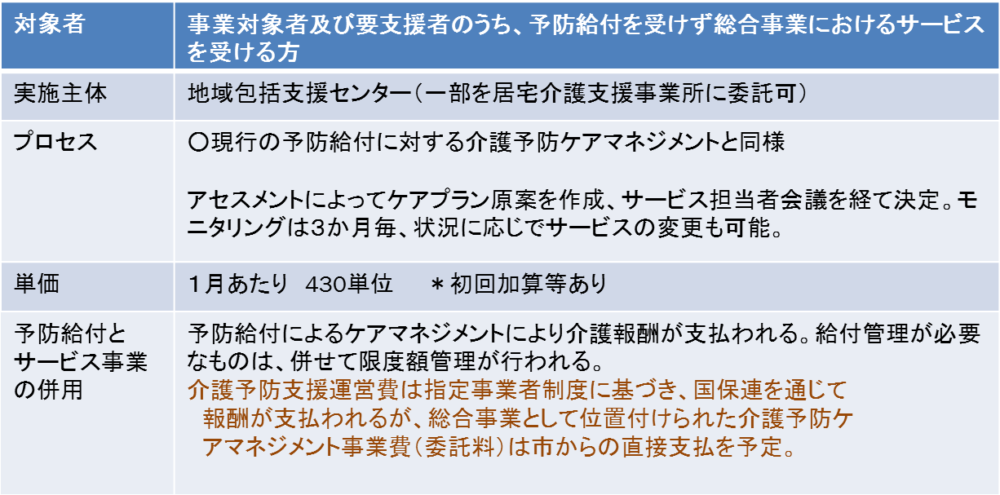 対象者
事業対象者及び要支援者のうち、予防給付を受けず総合事業におけるサービス
を受ける方
実施主体
地域包括支援センター（一部を居宅介護支援事業所に委託可）
プロセス
〇現行の予防給付に対する介護予防ケアマネジメントと同様
アセスメントによってケアプラン原案を作成、サービス担当者会議を経て決定。モ
ニタリングは３か月毎、状況に応じでサービスの変更も可能。
単価
１月あたり　430単位　　＊初回加算等あり
予防給付と
サービス事業
の併用
予防給付によるケアマネジメントにより介護報酬が支払われる。給付管理が必要
なものは、併せて限度額管理が行われる。
介護予防支援運営費は指定事業者制度に基づき、国保連を通じて
報酬が支払われるが、総合事業として位置付けられた介護予防ケ
アマネジメント事業費（委託料）は市からの直接支払を予定。